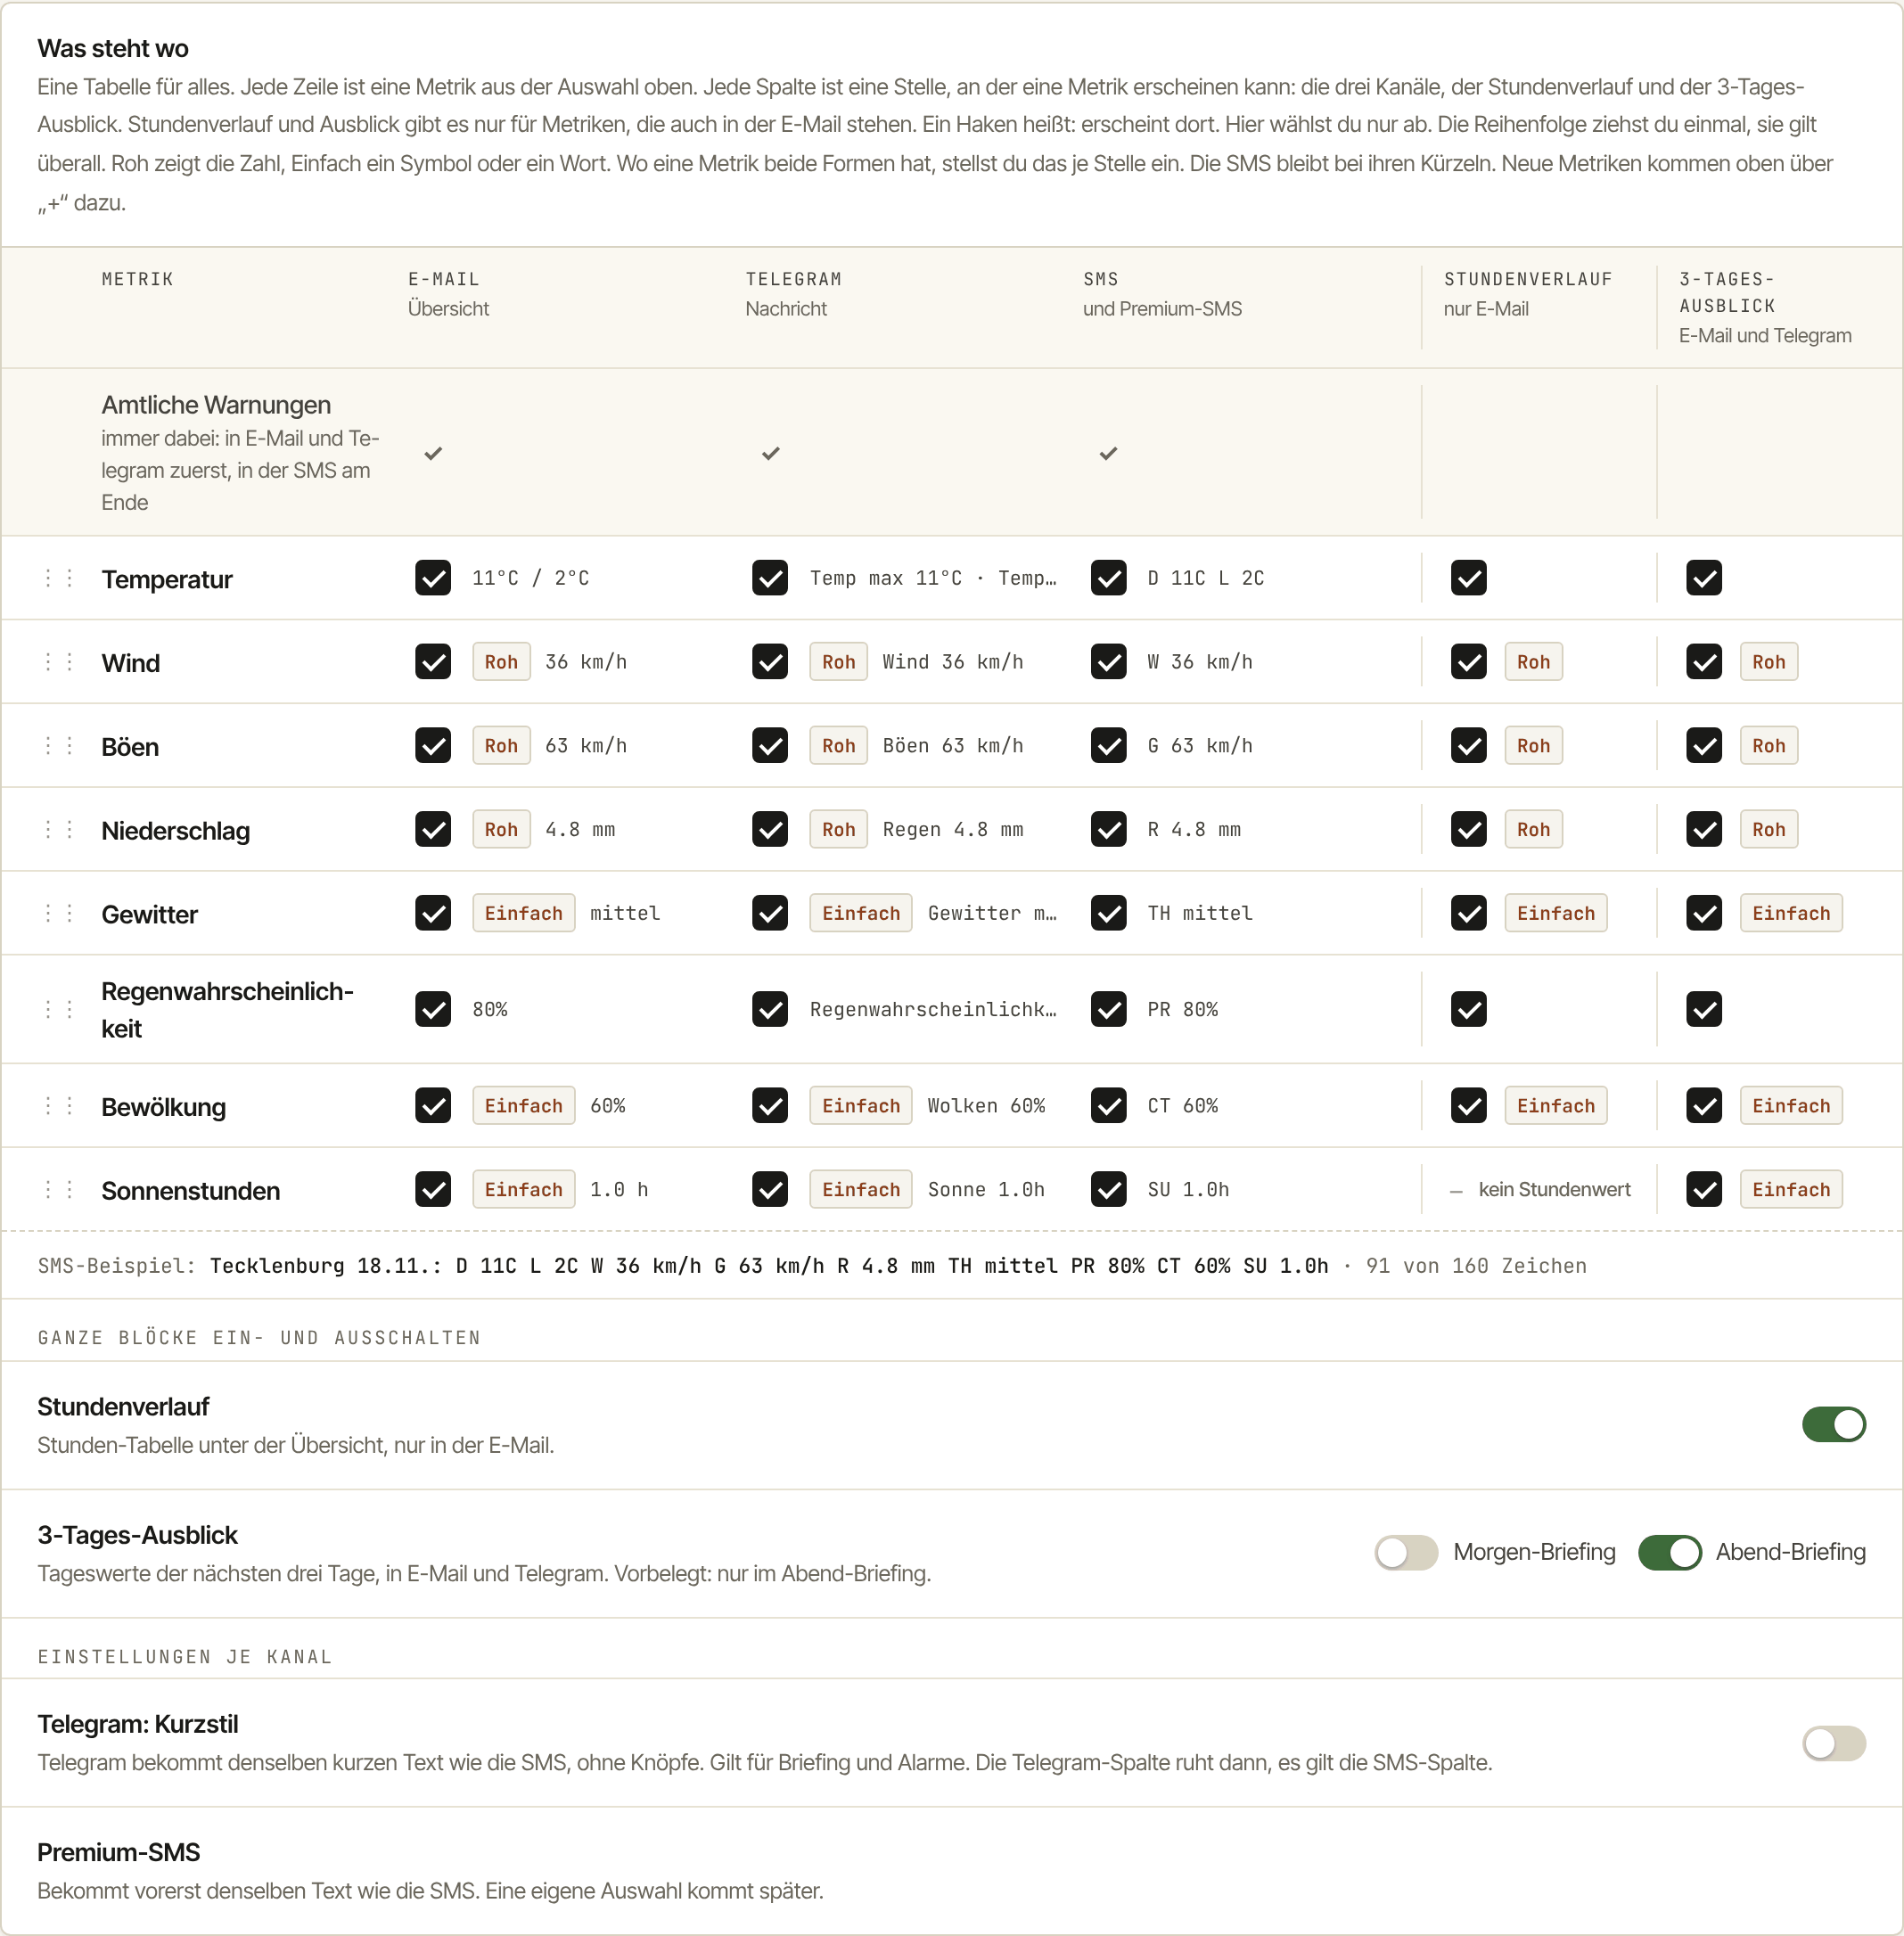 Was steht wo
Eine Tabelle für alles. Jede Zeile ist eine Metrik aus der Auswahl oben. Jede Spalte ist eine Stelle, an der eine Metrik erscheinen kann: die drei Kanäle, der Stundenverlauf und der 3-Tages-
Ausblick. Stundenverlauf und Ausblick gibt es nur für Metriken, die auch in der E-Mail stehen. Ein Haken heißt: erscheint dort. Hier wählst du nur ab. Die Reihenfolge ziehst du einmal, sie gilt
überall. Roh zeigt die Zahl, Einfach ein Symbol oder ein Wort. Wo eine Metrik beide Formen hat, stellst du das je Stelle ein. Die SMS bleibt bei ihren Kürzeln. Neue Metriken kommen oben über
„+“ dazu.
METRIK
E-MAIL
Übersicht
TELEGRAM
Nachricht
SMS
und Premium-SMS
STUNDENVERLAUF
nur E-Mail
3-TAGES-
AUSBLICK
E-Mail und Telegram
Amtliche Warnungen
immer dabei: in E-Mail und Te-
legram zuerst, in der SMS am
Ende
Temperatur 11°C / 2°C Temp max 11°C · Temp… D 11C L 2C
Wind Roh 36 km/h Roh Wind 36 km/h W 36 km/h Roh Roh
Böen Roh 63 km/h Roh Böen 63 km/h G 63 km/h Roh Roh
Niederschlag Roh 4.8 mm Roh Regen 4.8 mm R 4.8 mm Roh Roh
Gewitter Einfach mittel Einfach Gewitter m… TH mittel Einfach Einfach
Regenwahrscheinlich-
keit
80% Regenwahrscheinlichk… PR 80%
Bewölkung Einfach 60% Einfach Wolken 60% CT 60% Einfach Einfach
Sonnenstunden Einfach 1.0 h Einfach Sonne 1.0h SU 1.0h – kein Stundenwert Einfach
SMS-Beispiel: Tecklenburg 18.11.: D 11C L 2C W 36 km/h G 63 km/h R 4.8 mm TH mittel PR 80% CT 60% SU 1.0h · 91 von 160 Zeichen
GANZE BLÖCKE EIN- UND AUSSCHALTEN
Stundenverlauf
Stunden-Tabelle unter der Übersicht, nur in der E-Mail.
3-Tages-Ausblick
Tageswerte der nächsten drei Tage, in E-Mail und Telegram. Vorbelegt: nur im Abend-Briefing.
Morgen-Briefing Abend-Briefing
EINSTELLUNGEN JE KANAL
Telegram: Kurzstil
Telegram bekommt denselben kurzen Text wie die SMS, ohne Knöpfe. Gilt für Briefing und Alarme. Die Telegram-Spalte ruht dann, es gilt die SMS-Spalte.
Premium-SMS
Bekommt vorerst denselben Text wie die SMS. Eine eigene Auswahl kommt später.